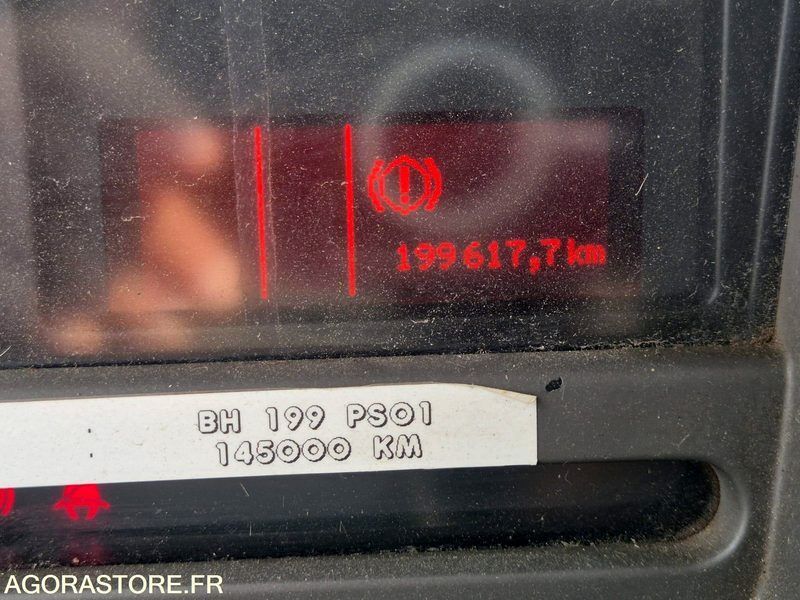 199617,7km
BH 199 PS01
145000 KM
AGORASTORE.FR